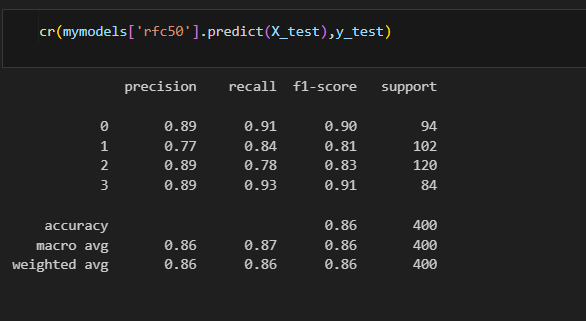 cr(mymodels['rfc50'].predict(X_test),y_test)
precision recall f1-score support
0 0.89 0.91 0.90 94
1 0.77 0.84 0.81 102
2 0.89 0.78 0.83 120
3 0.89 0.93 0.91 84
accuracy 0.86 400
macro avg 0.86 0.87 0.86 400
weighted avg 0.86 0.86 0.86 400